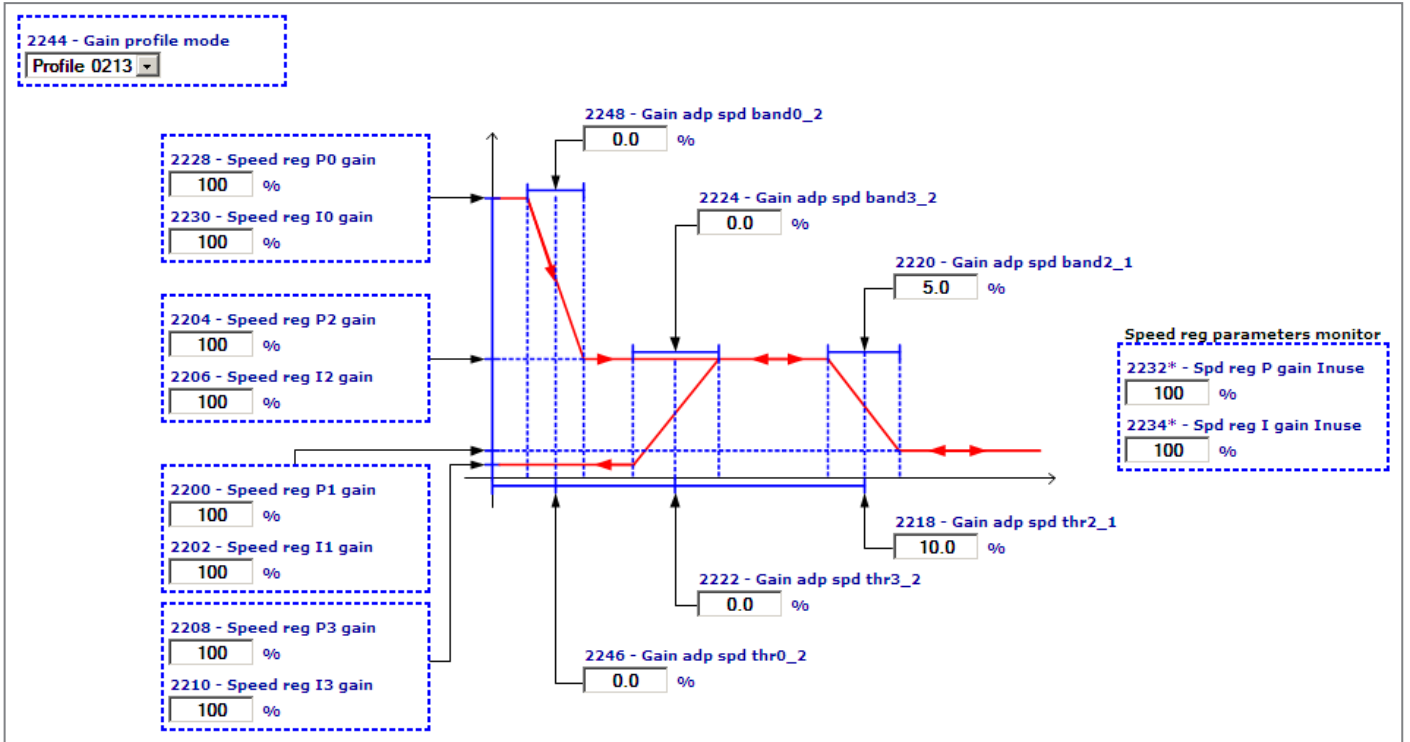 2244 - Gain profile mode
Profile 0213
2248 - Gain adp spd band0_2
0.0 %
2228 - Speed reg P0 gain
100 %
2230 - Speed reg I0 gain
100 %
2224 - Gain adp spd band3_2
0.0 %
2220 - Gain adp spd band2_1
5.0 %
2204 - Speed reg P2 gain
100 %
2206 - Speed reg I2 gain
100 %
Speed reg parameters monitor
2232* - Spd reg P gain Inuse
100 %
2234* - Spd reg I gain Inuse
100 %
2200 - Speed reg P1 gain
100 %
2202 - Speed reg I1 gain
100 %
2218 - Gain adp spd thr2_1
10.0 %
2222 - Gain adp spd thr3_2
0.0 %
2208 - Speed reg P3 gain
100 %
2210 - Speed reg I3 gain
100 %
2246 - Gain adp spd thr0_2
0.0 %